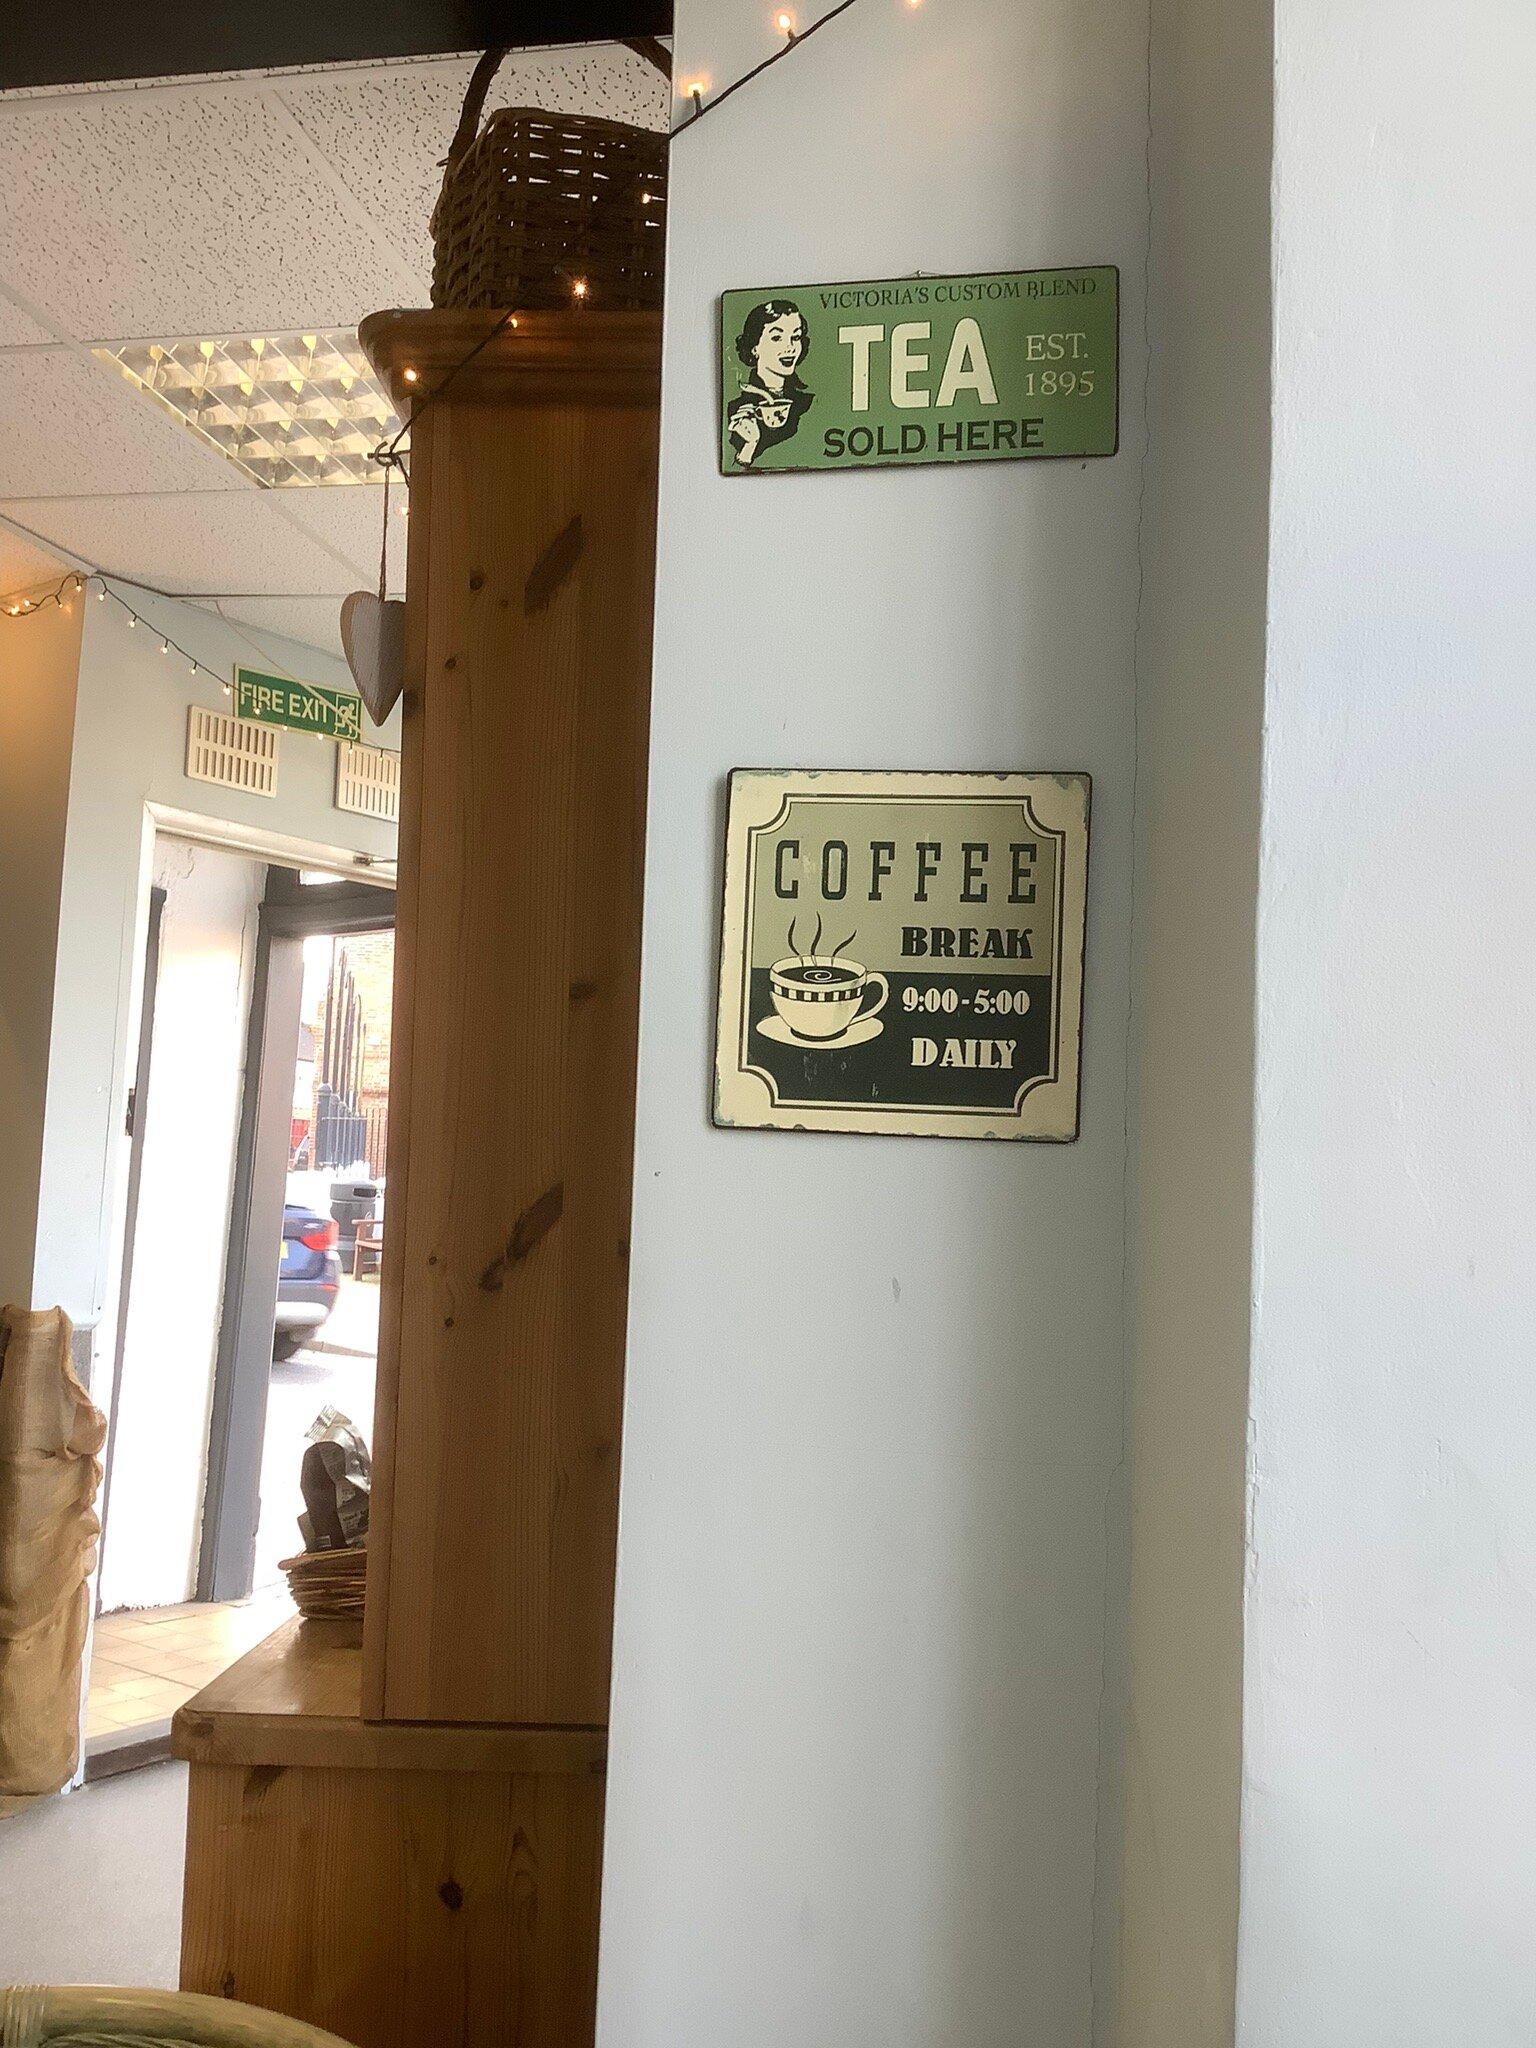 VICTORIA'S CUSTOM BLEND
TEA
EST.
1895
SOLD HERE
FIRE EXIT
COFFEE
BREAK
9:00-5:00
DAILY